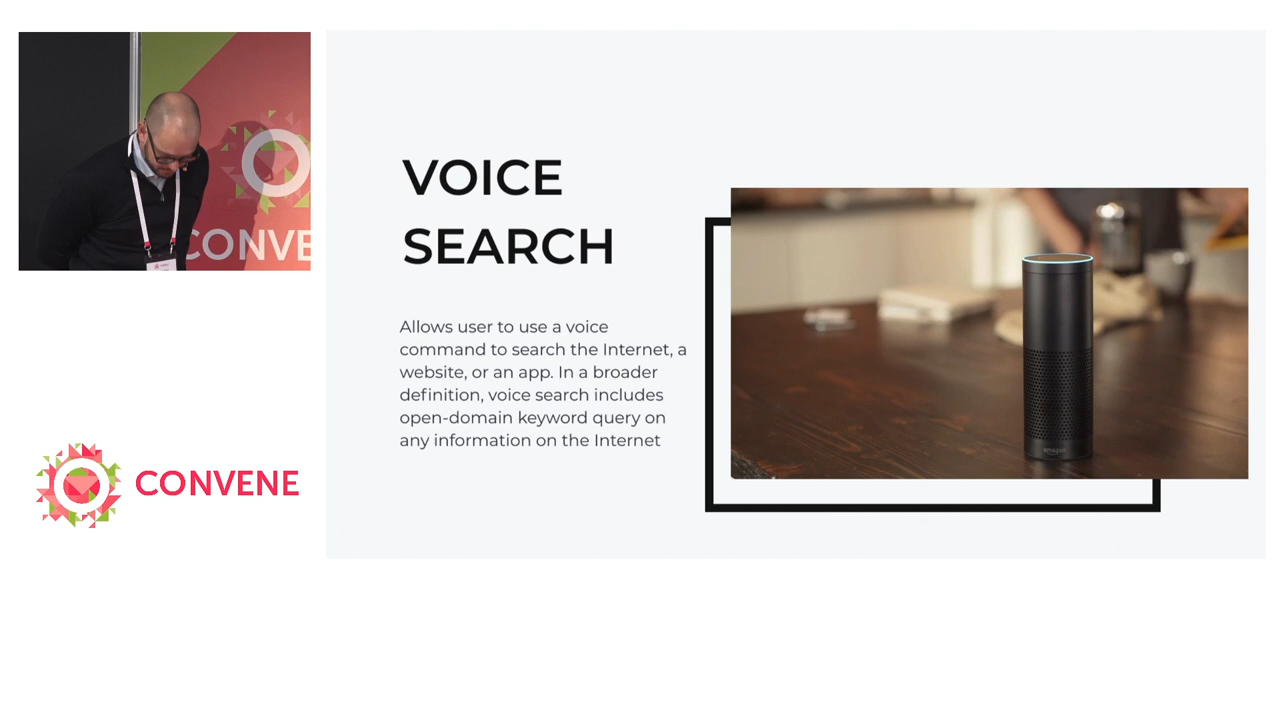 CONVE
CONVENE
VOICE
SEARCH
Allows user to use a voice
command to search the Internet, a
website, or an app. In a broader
definition, voice search includes
open-domain keyword query on
any information on the Internet
amazon